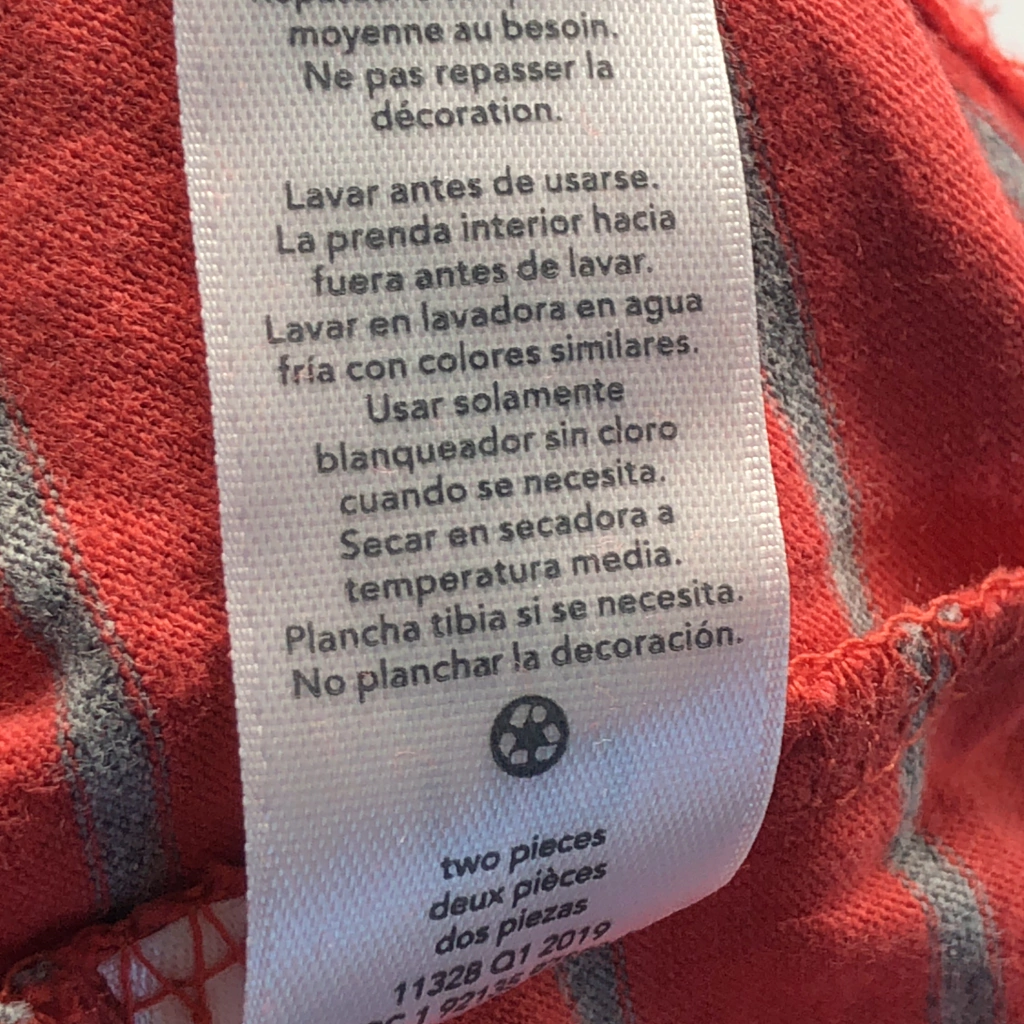 moyenne au besoin.
Ne pas repasser la
décoration.
Lavar antes de usarse.
La prenda interior hacia
fuera antes de lavar.
Lavar en lavadora en agua
fría con colores similares.
Usar solamente
blanqueador sin cloro
cuando se necesita.
Secar en secadora a
temperatura media.
Plancha tibia si se necesita.
No planchar la decoración.
two pieces
deux pièces
dos piezas
11328 Q1 2019